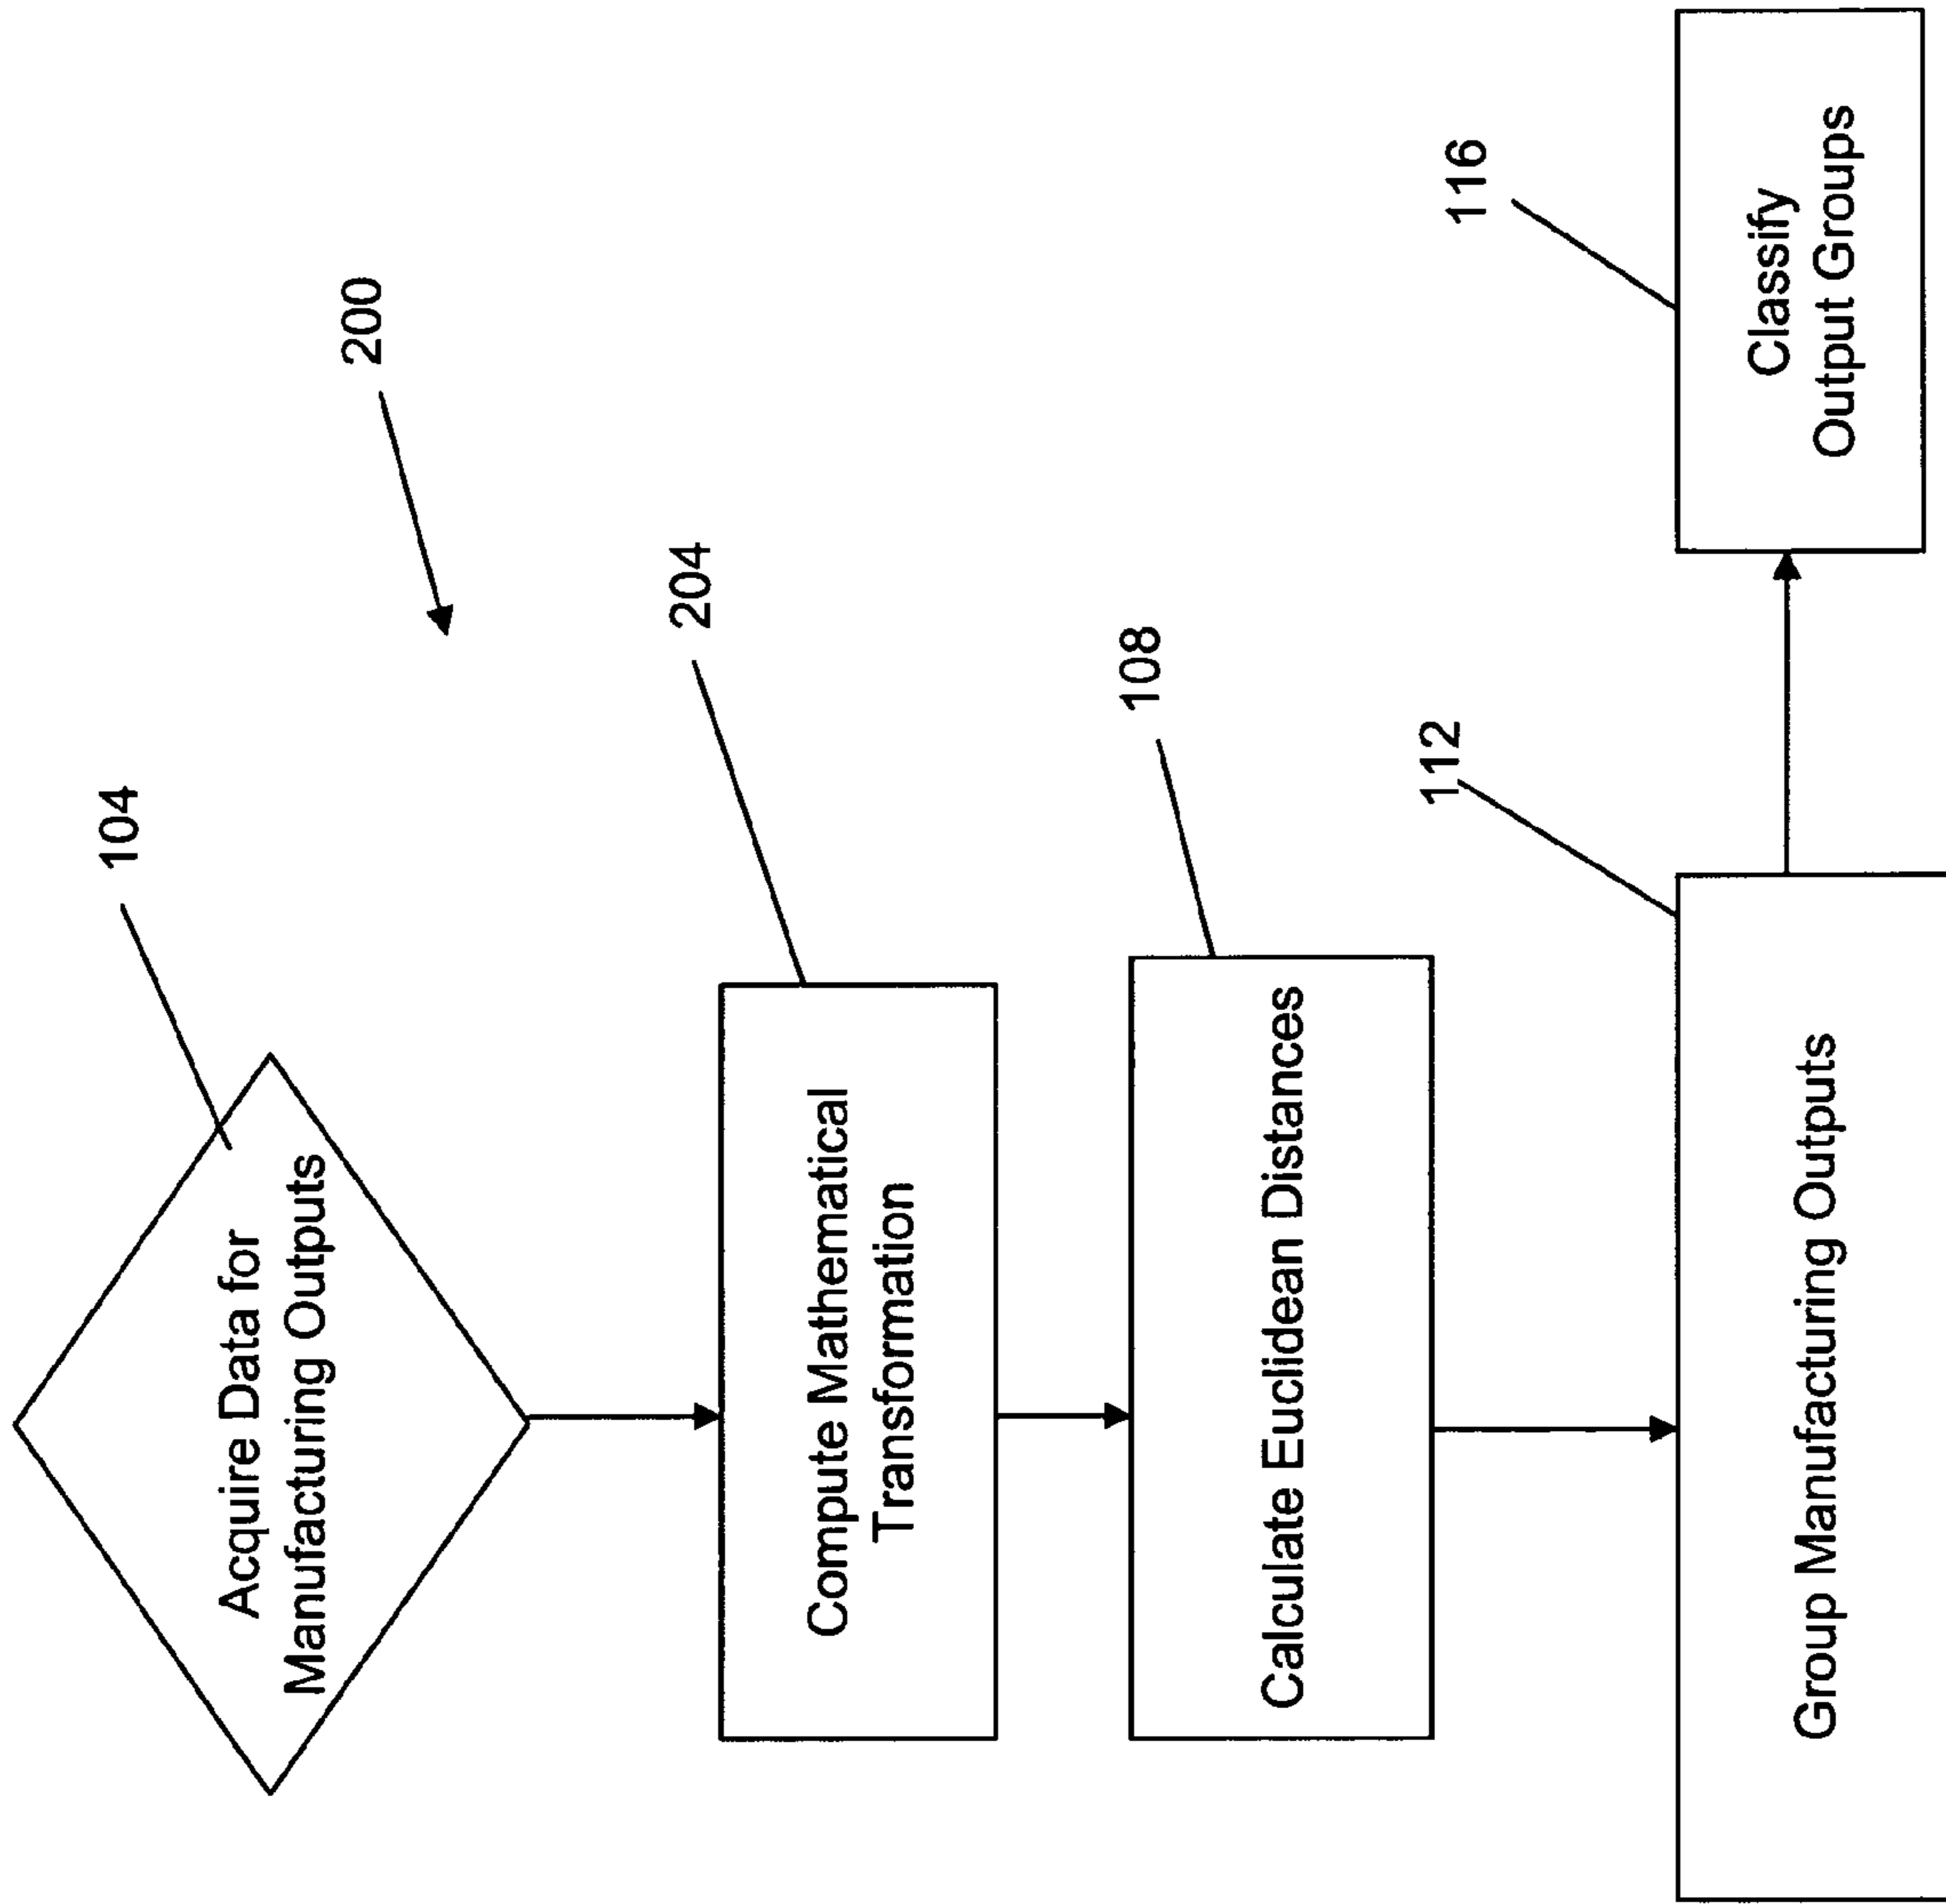 200
104
Acquire Data for
Manufacturing Outputs
204
Compute Mathematical
Transformation
108
Calculate Euclidean Distances
112
Group Manufacturing Outputs
116
Classify
Output Groups